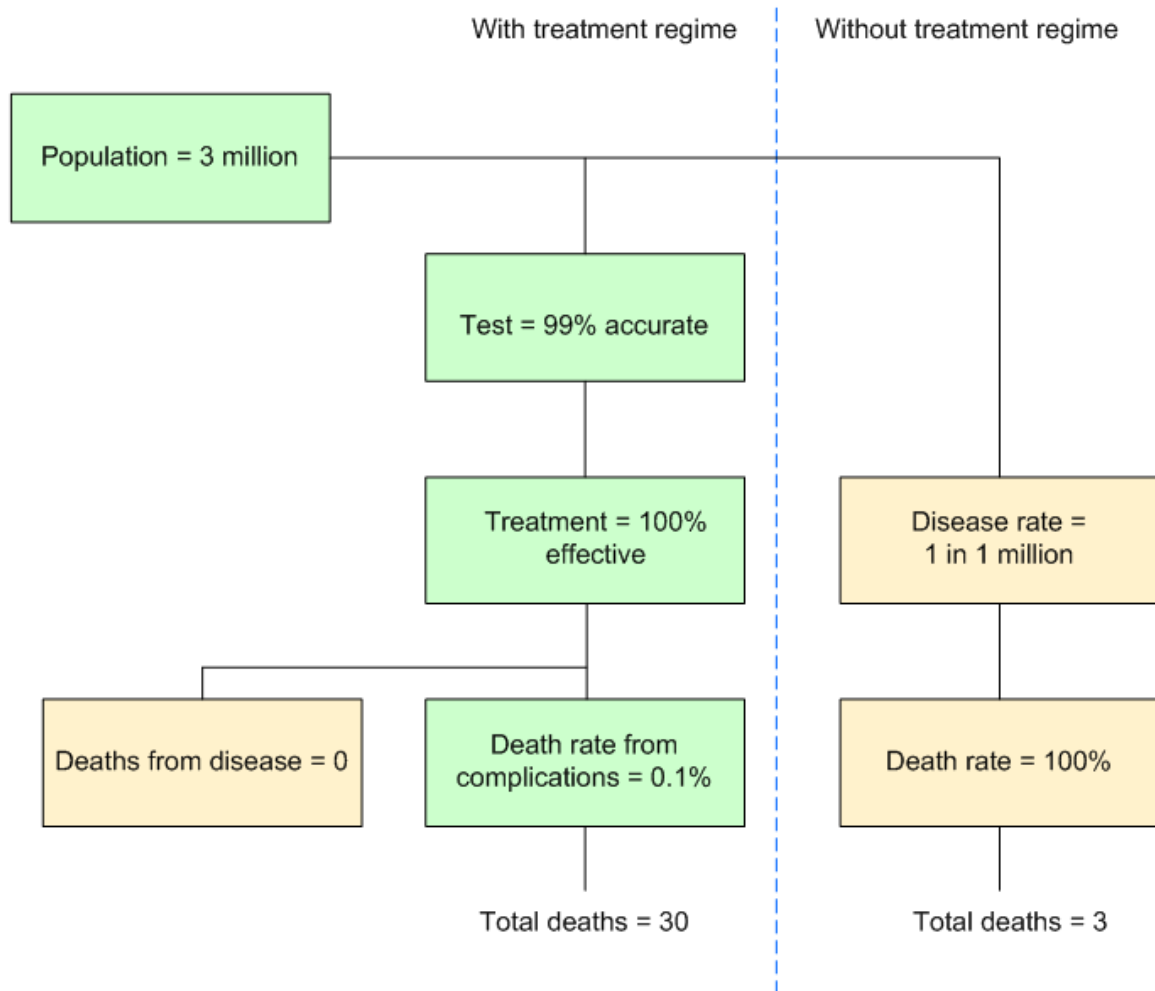 With treatment regime
Without treatment regime
Population = 3 million
Test = 99% accurate
Treatment = 100%
effective
Disease rate =
1 in 1 million
Deaths from disease = 0
Death rate from
complications = 0.1%
Death rate = 100%
Total deaths = 30
Total deaths = 3